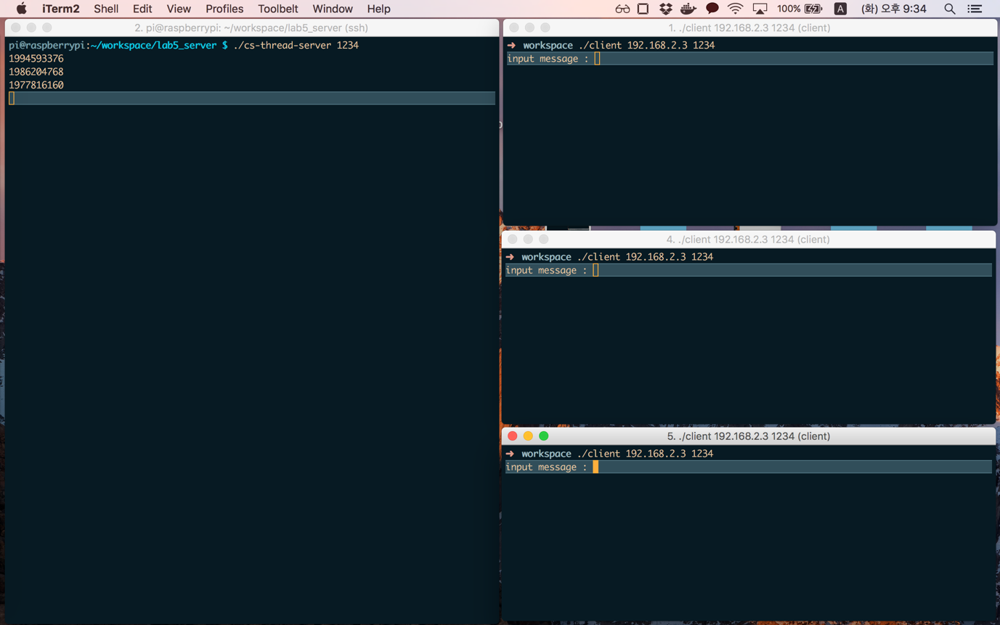 iTerm2 Shell Edit View Profiles Toolbelt Window Help 100% A (화) 오후 9:34
2. pi@raspberrypi: ~/workspace/lab5_server (ssh)
pi@raspberrypi:~/workspace/lab5_server $ ./cs-thread-server 1234
1994593376
1986204768
1977816160
1. ./client 192.168.2.3 1234 (client)
➜ workspace ./client 192.168.2.3 1234
input message :
4. ./client 192.168.2.3 1234 (client)
➜ workspace ./client 192.168.2.3 1234
input message :
5. ./client 192.168.2.3 1234 (client)
➜ workspace ./client 192.168.2.3 1234
input message :